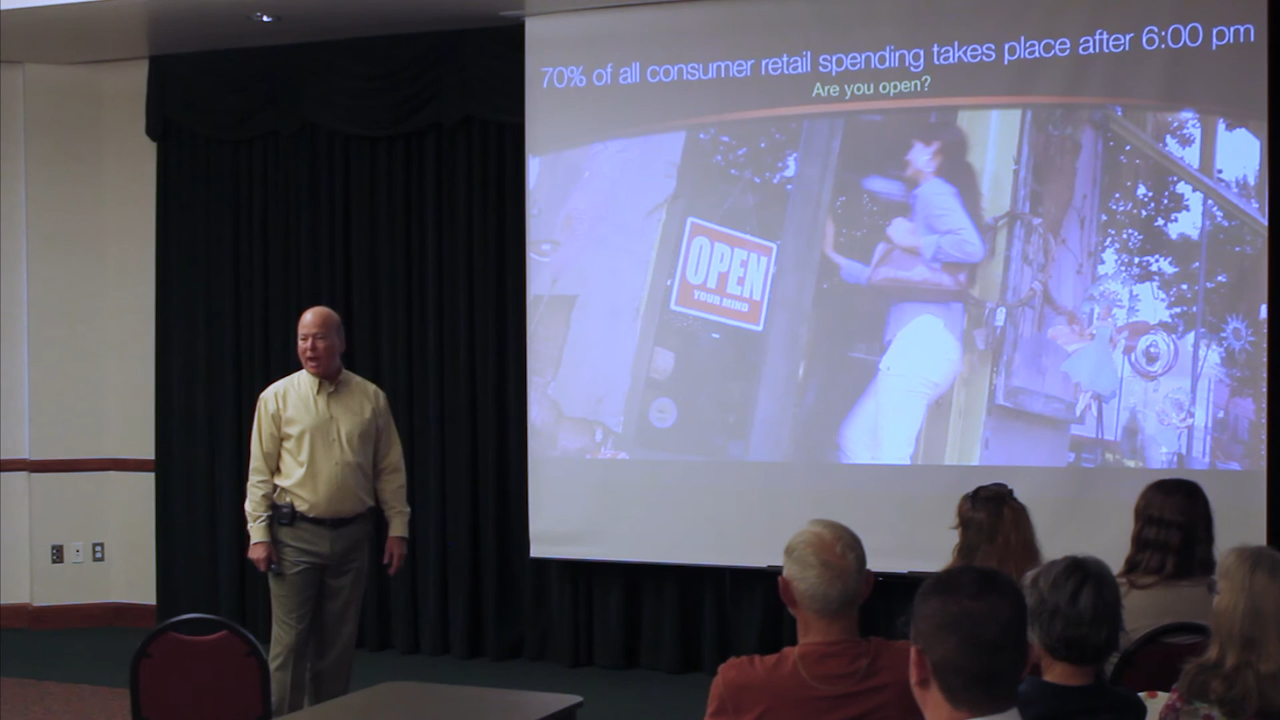 70% of all consumer retail spending takes place after 6:00 pm
Are you open?
OPEN
YOUR MIND